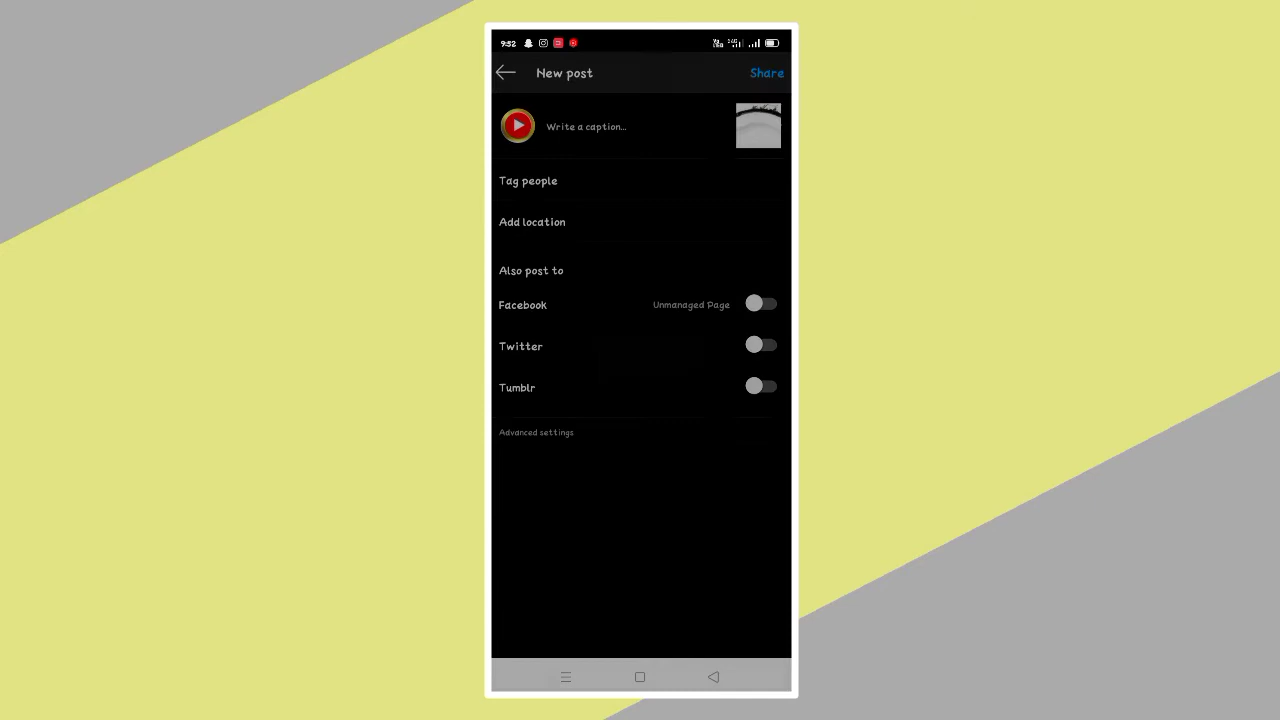 9:52
New post
Share
Write a caption...
Tag people
Add location
Also post to
Facebook
Unmanaged Page
Twitter
Tumblr
Advanced settings